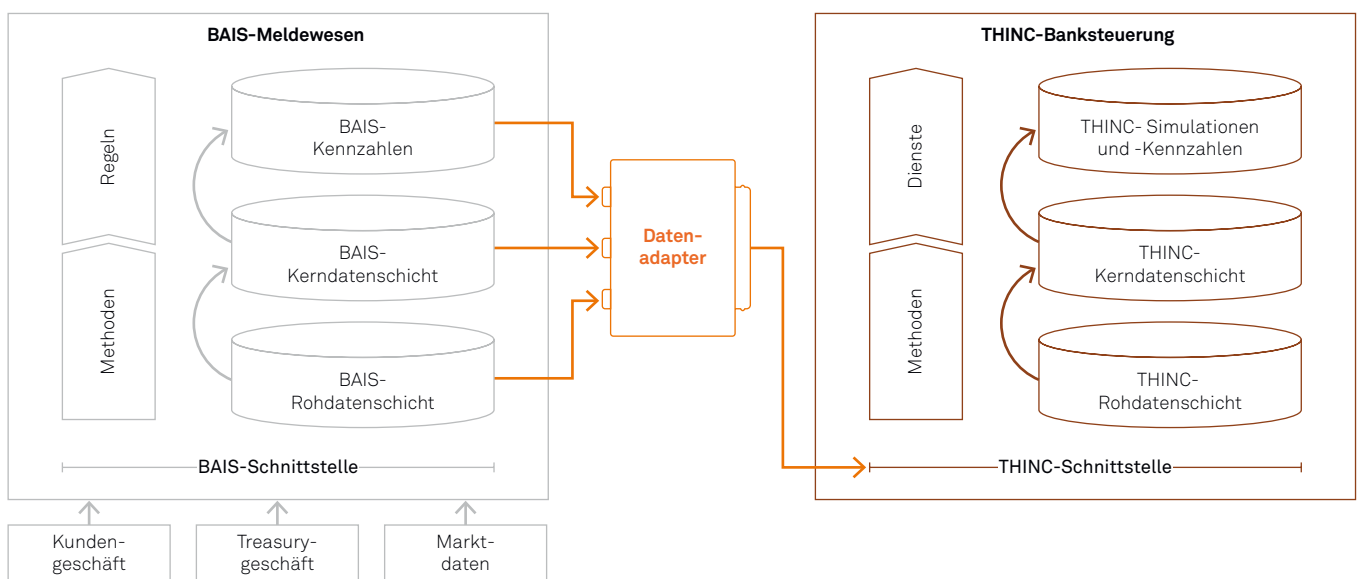 BAIS-Meldewesen
Regeln
Methoden
BAIS-
Kennzahlen
BAIS-
Kerndatenschicht
BAIS-
Rohdatenschicht
BAIS-Schnittstelle
Kunden-
geschäft
Treasury-
geschäft
Markt-
daten
Daten-
adapter
THINC-Banksteuerung
Dienste
Methoden
THINC- Simulationen
und -Kennzahlen
THINC-
Kerndatenschicht
THINC-
Rohdatenschicht
THINC-Schnittstelle